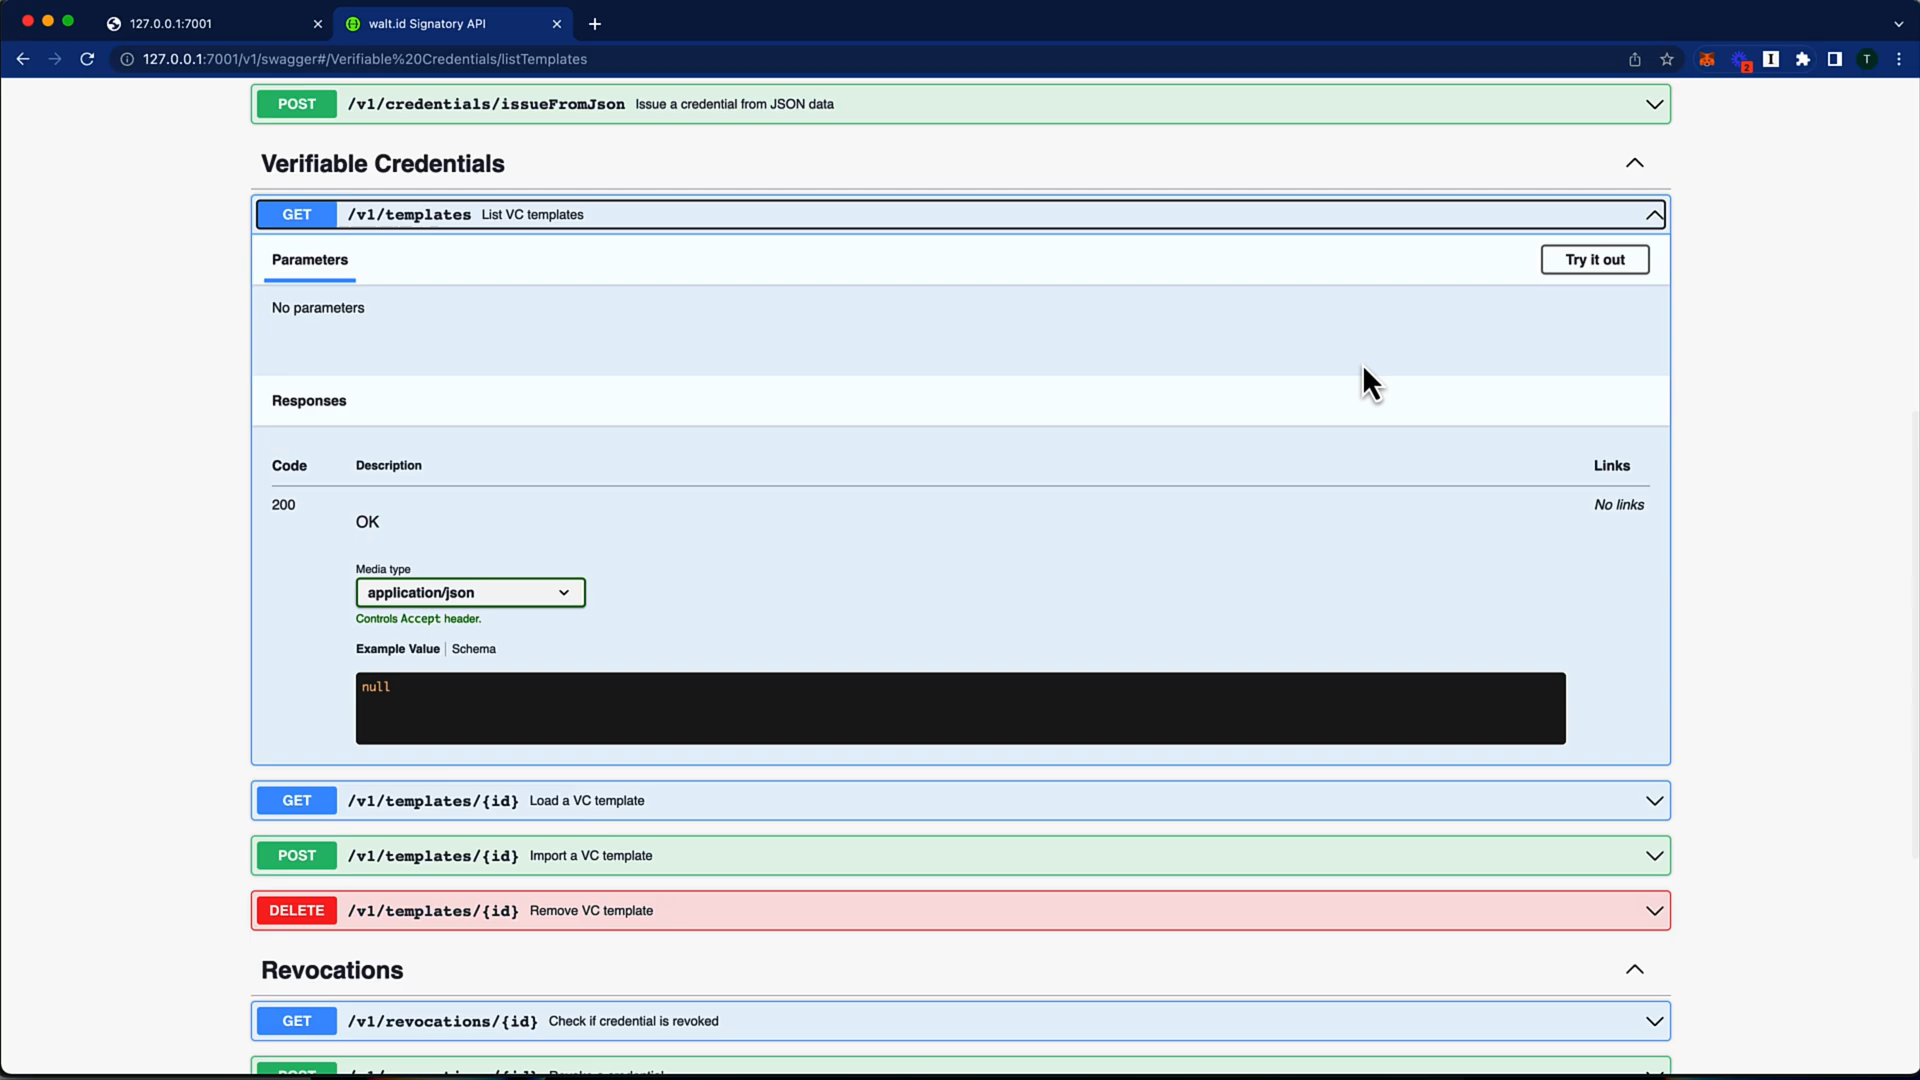 127.0.0.1:7001
walt.id Signatory API
127.0.0.1:7001/v1/swagger#/Verifiable%20Credentials/listTemplates
2
I
T
POST /v1/credentials/issueFromJson Issue a credential from JSON data
Verifiable Credentials
GET /v1/templates List VC templates
Parameters
Try it out
No parameters
Responses
Code Description Links
200 No links
OK
Media type
application/json
Controls Accept header.
Example Value Schema
null
GET /v1/templates/{id} Load a VC template
POST /v1/templates/{id} Import a VC template
DELETE /v1/templates/{id} Remove VC template
Revocations
GET /v1/revocations/{id} Check if credential is revoked
POST